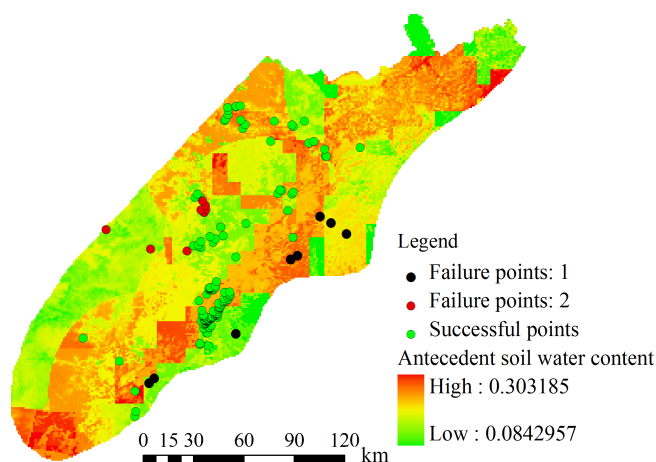 Legend
Failure points: 1
Failure points: 2
Successful points
Antecedent soil water content
High : 0.303185
Low : 0.0842957
0 15 30 60 90 120
km